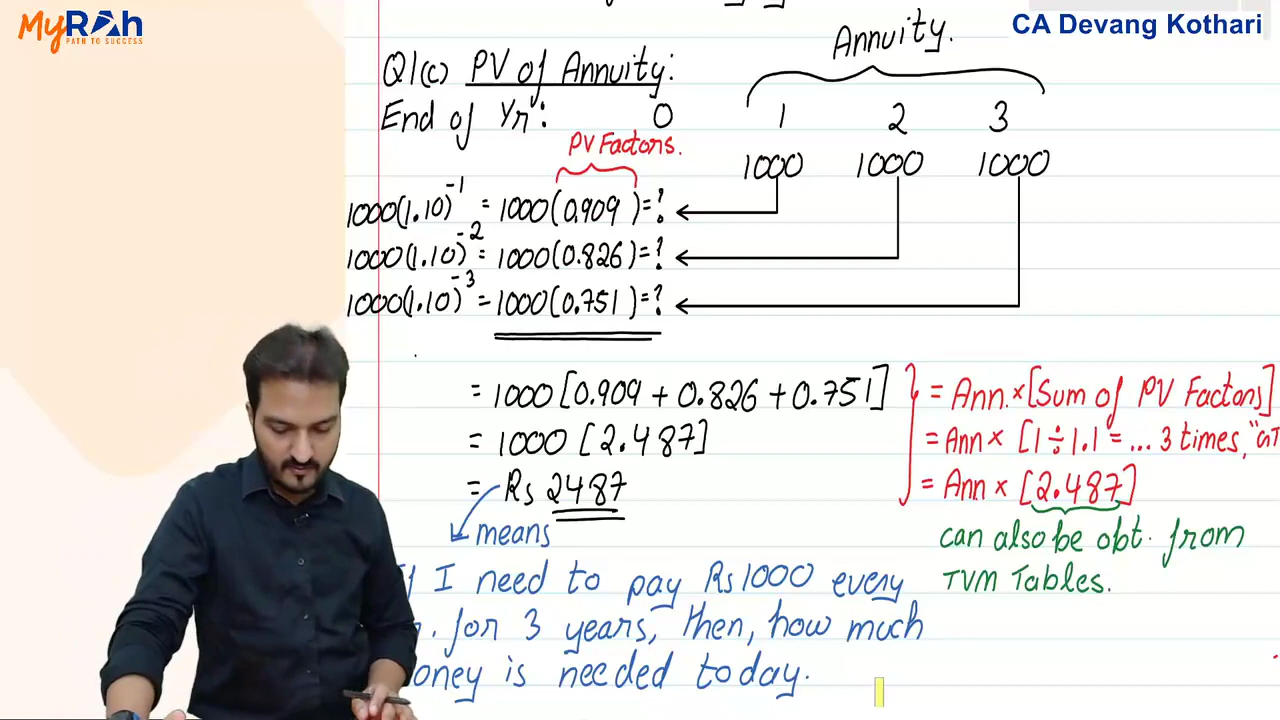 MyRAh
PATH TO SUCCESS
CA Devang Kothari
Annuity.
Q1(c) PV of Annuity:
End of Yr: 0 1 2 3
PV Factors.
1000 1000 1000
1000(1.10)^-1 = 1000(0.909)=?
1000(1.10)^-2 = 1000(0.826)=?
1000(1.10)^-3 = 1000(0.751)=?
= 1000[0.909 + 0.826 + 0.751]
= 1000 [2.487]
= Rs 2487
= Ann.×[Sum of PV Factors]
= Ann × [1÷1.1 = ... 3 times, "GT
= Ann × [2.487]
can also be obt. from
TVM Tables.
means
I need to pay Rs1000 every
for 3 years, then, how much
is needed today.